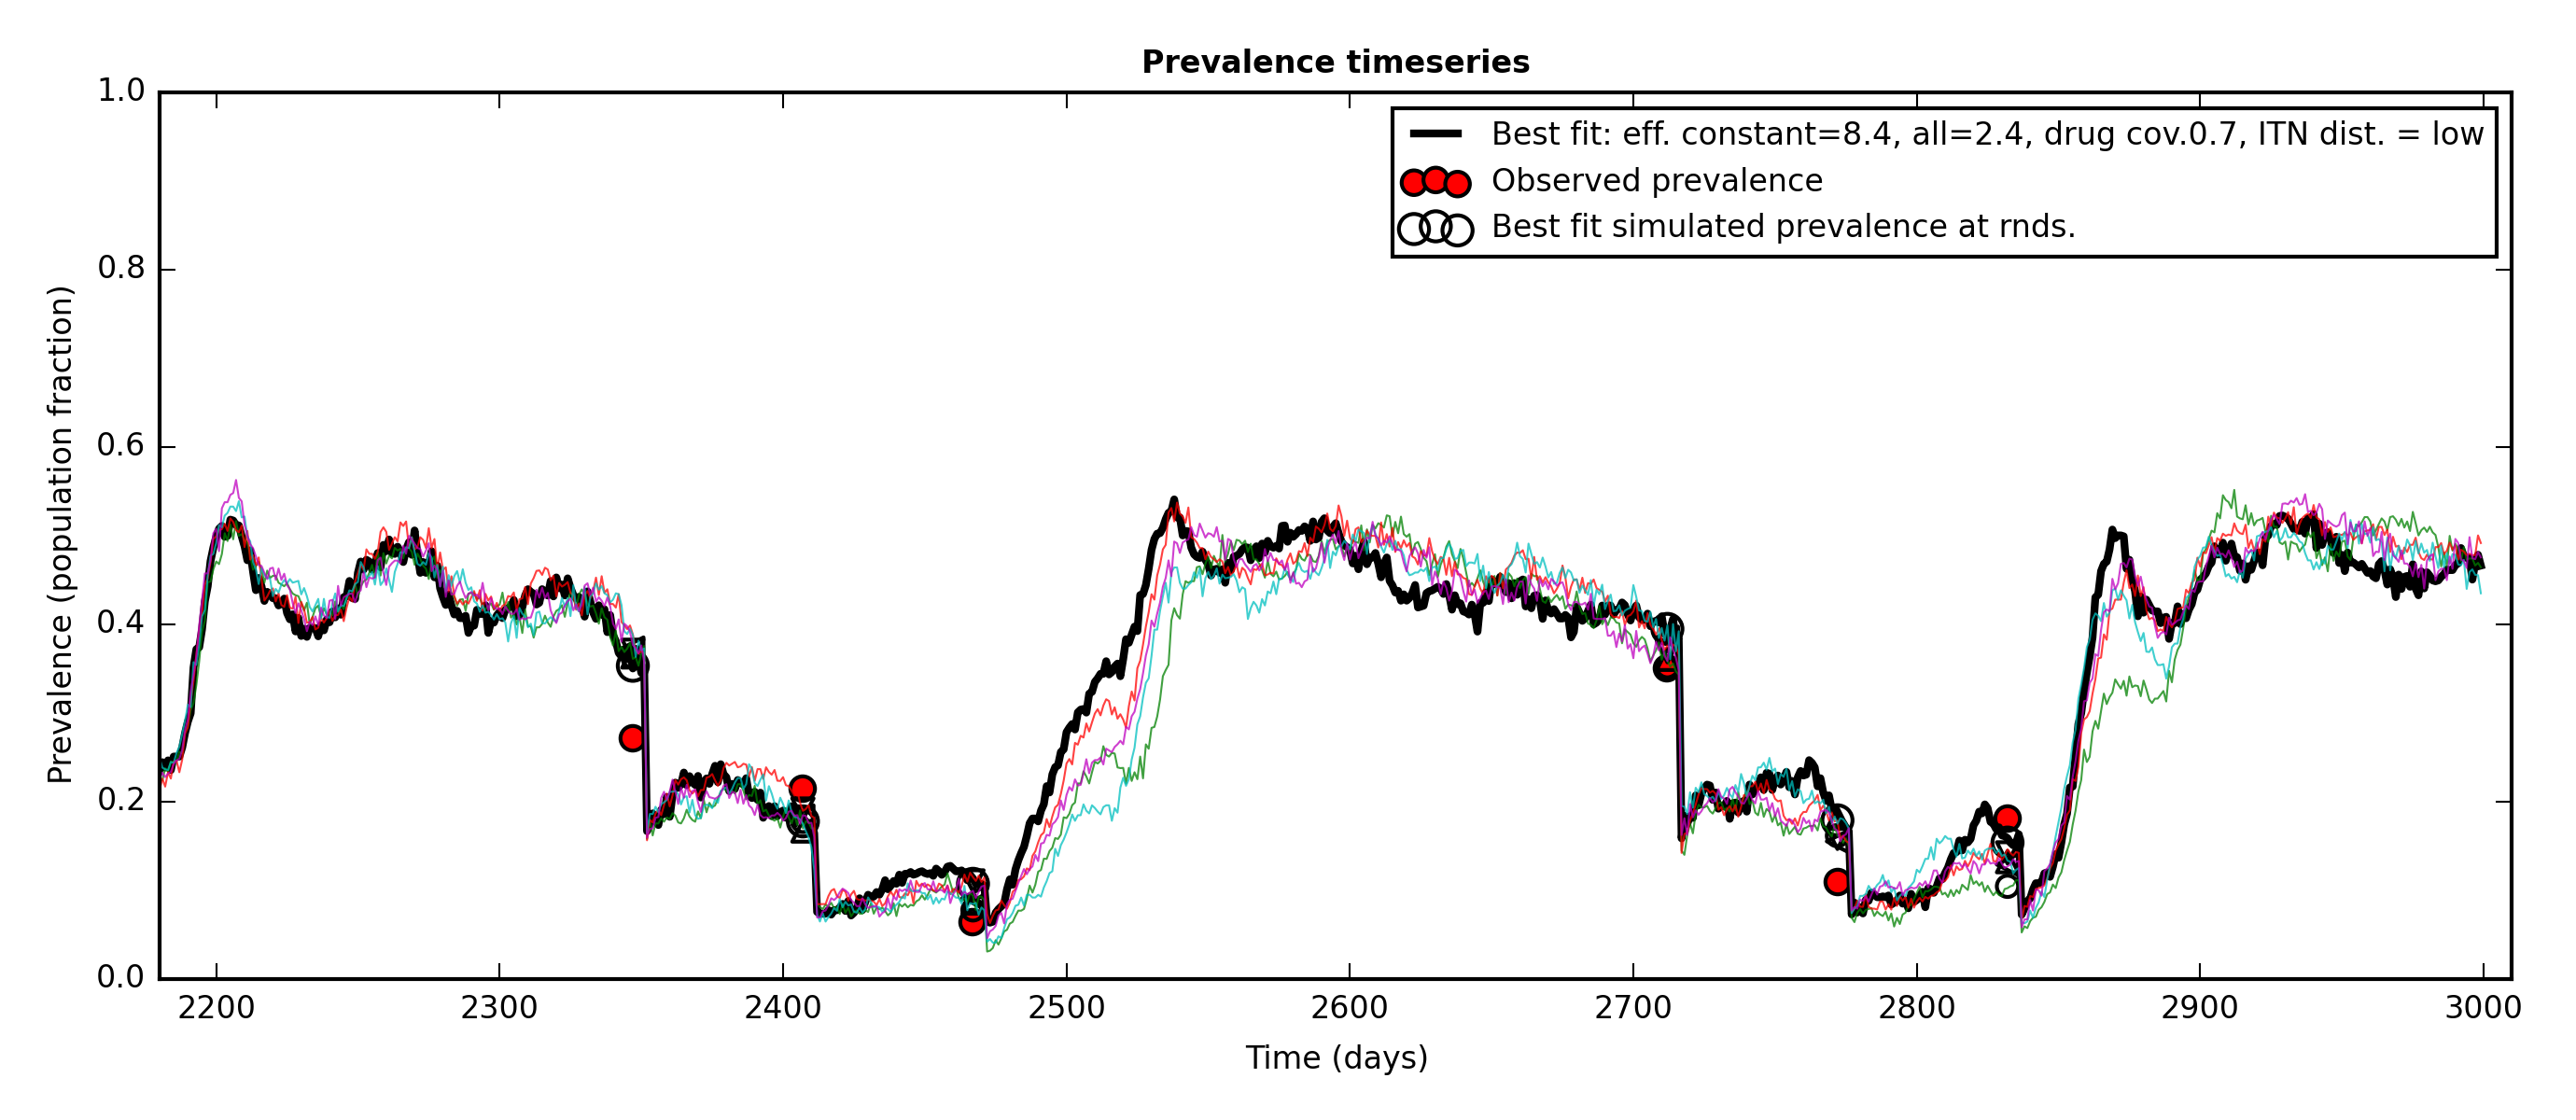 Prevalence timeseries
1.0
0.8
0.6
0.4
0.2
0.0
Prevalence (population fraction)
Best fit: eff. constant=8.4, all=2.4, drug cov.0.7, ITN dist. = low
Observed prevalence
Best fit simulated prevalence at rnds.
2200 2300 2400 2500 2600 2700 2800 2900 3000
Time (days)